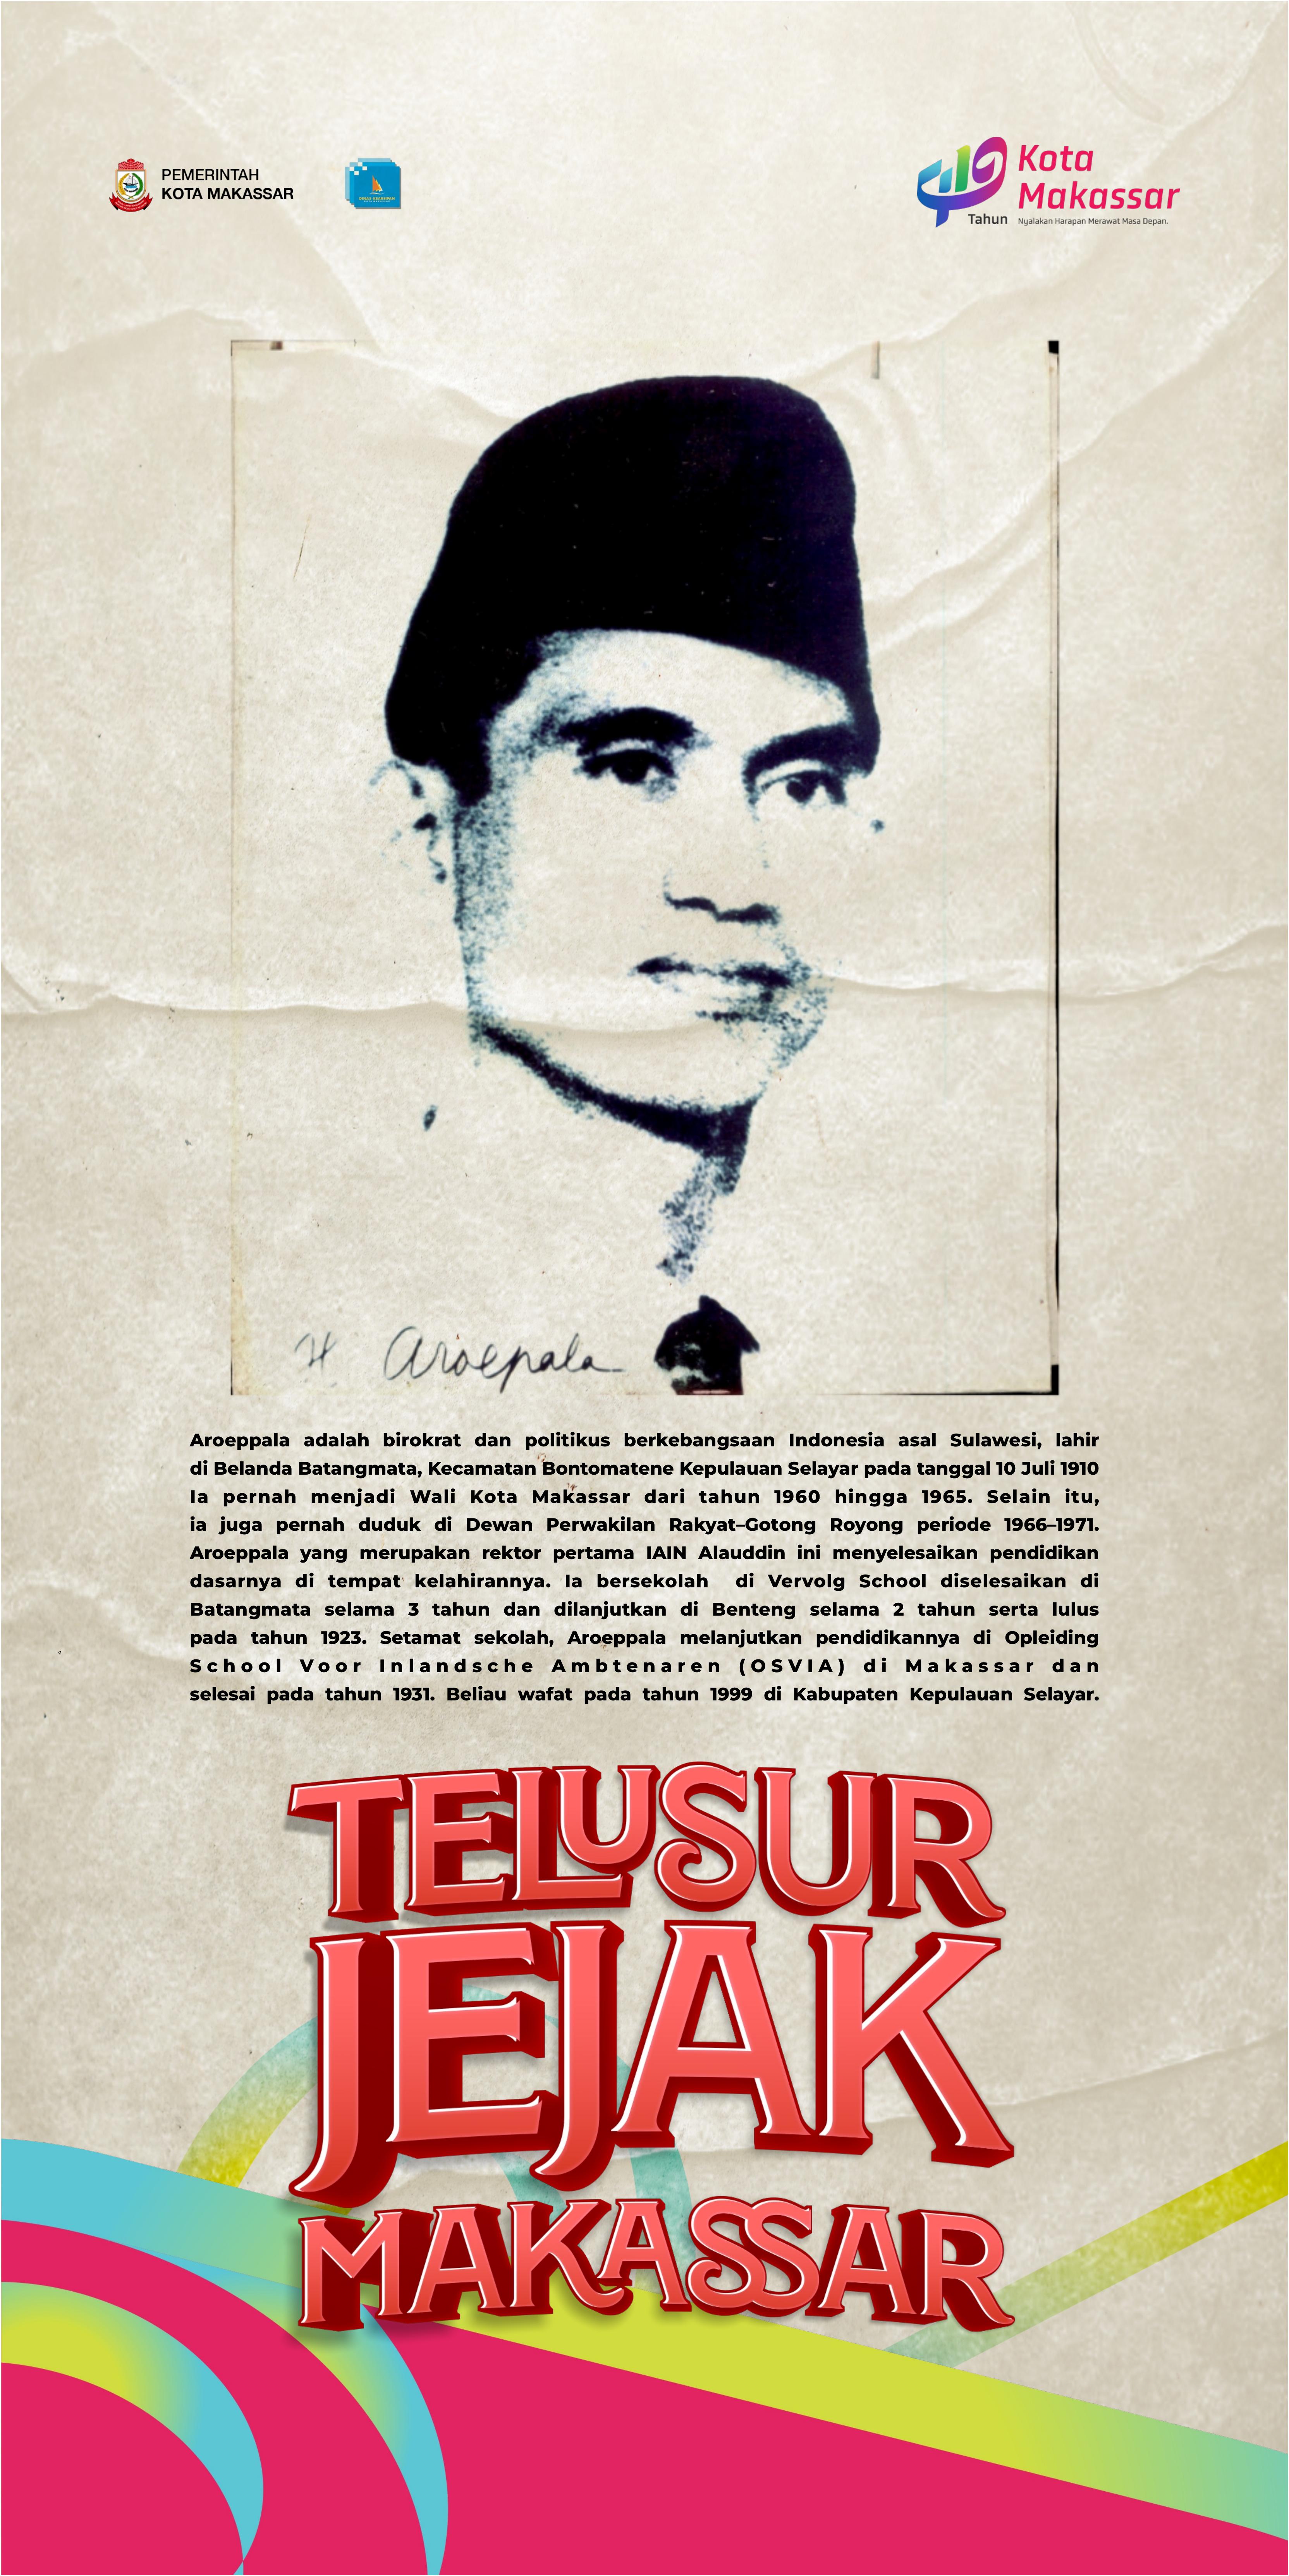 PEMERINTAH
KOTA MAKASSAR
419
Kota
Makassar
Tahun
Nyalakan Harapan Merawat Masa Depan.
H Aroepala
Aroeppala adalah birokrat dan politikus berkebangsaan Indonesia asal Sulawesi, lahir
di Belanda Batangmata, Kecamatan Bontomatene Kepulauan Selayar pada tanggal 10 Juli 1910
Ia pernah menjadi Wali Kota Makassar dari tahun 1960 hingga 1965. Selain itu,
ia juga pernah duduk di Dewan Perwakilan Rakyat–Gotong Royong periode 1966–1971.
Aroeppala yang merupakan rektor pertama IAIN Alauddin ini menyelesaikan pendidikan
dasarnya di tempat kelahirannya. Ia bersekolah di Vervolg School diselesaikan di
Batangmata selama 3 tahun dan dilanjutkan di Benteng selama 2 tahun serta lulus
pada tahun 1923. Setamat sekolah, Aroeppala melanjutkan pendidikannya di Opleiding
School Voor Inlandsche Ambtenaren (OSVIA) di Makassar dan
selesai pada tahun 1931. Beliau wafat pada tahun 1999 di Kabupaten Kepulauan Selayar.
TELUSUR
JEJAK
MAKASSAR